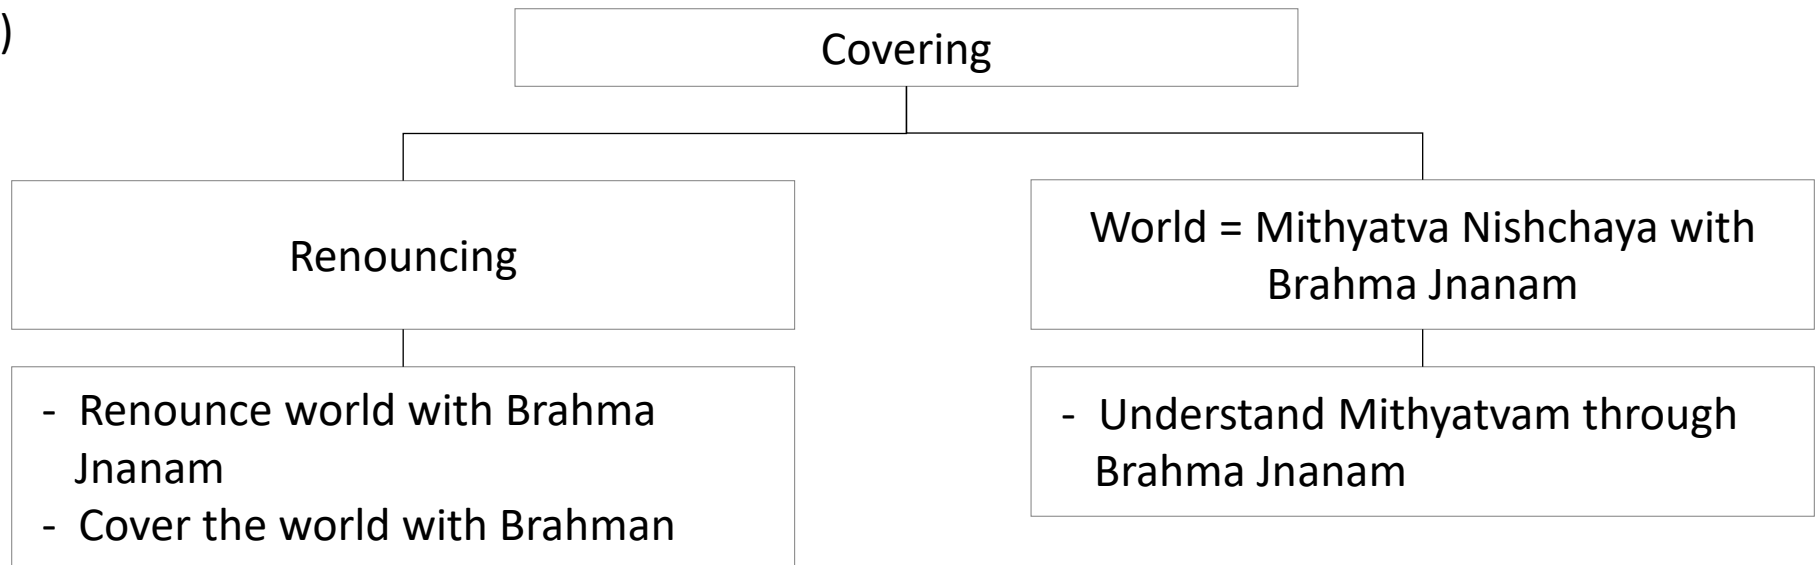 )
Covering
Renouncing
World = Mithyatva Nishchaya with
Brahma Jnanam
- Renounce world with Brahma
Jnanam
- Cover the world with Brahman
- Understand Mithyatvam through
Brahma Jnanam